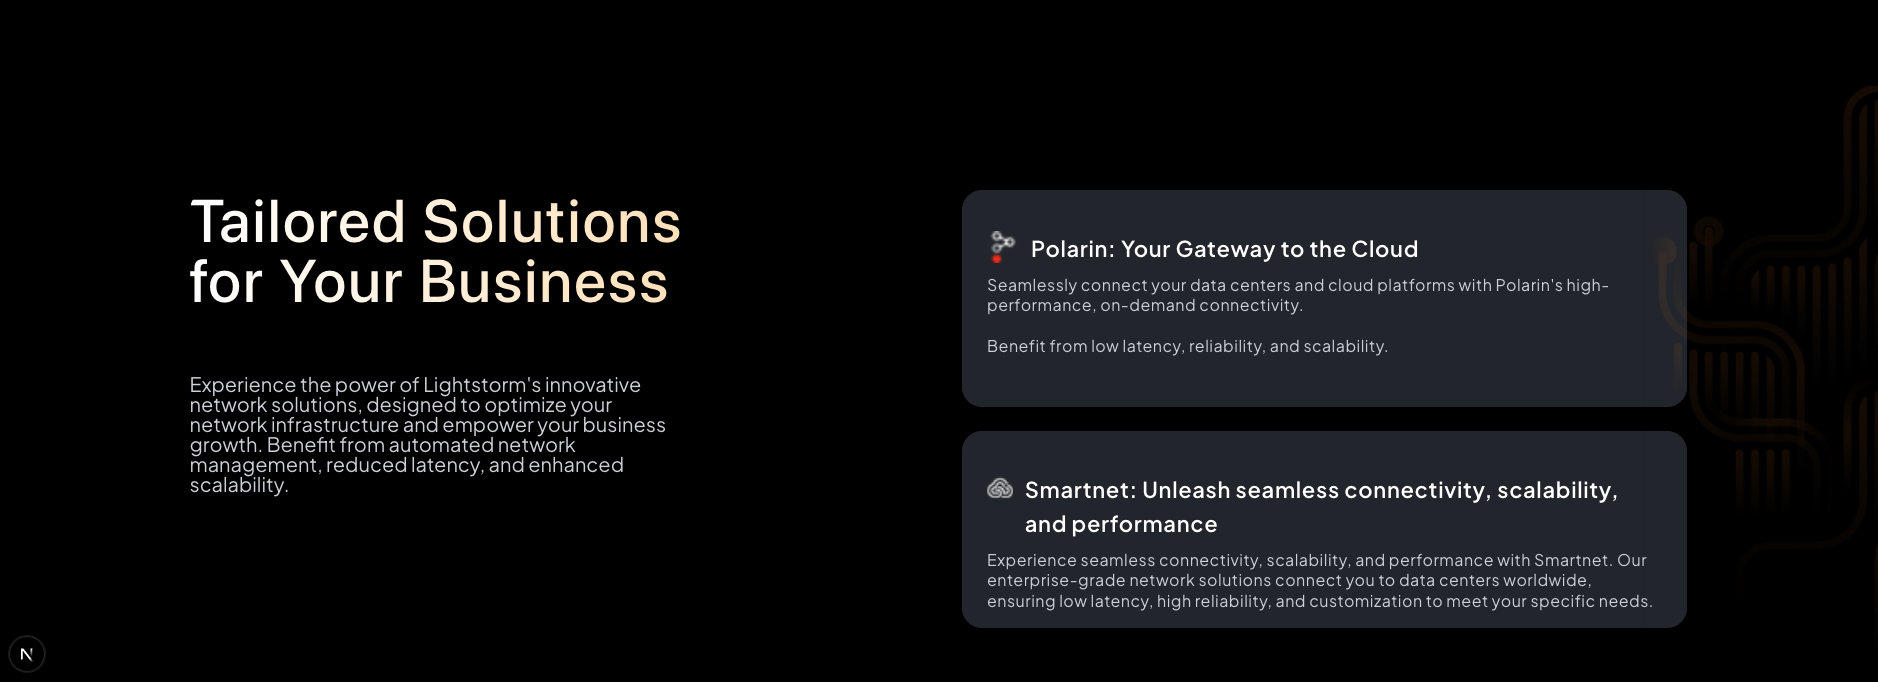 Tailored Solutions
for Your Business
Experience the power of Lightstorm's innovative
network solutions, designed to optimize your
network infrastructure and empower your business
growth. Benefit from automated network
management, reduced latency, and enhanced
scalability.
Polarin: Your Gateway to the Cloud
Seamlessly connect your data centers and cloud platforms with Polarin's high-
performance, on-demand connectivity.
Benefit from low latency, reliability, and scalability.
Smartnet: Unleash seamless connectivity, scalability,
and performance
Experience seamless connectivity, scalability, and performance with Smartnet. Our
enterprise-grade network solutions connect you to data centers worldwide,
ensuring low latency, high reliability, and customization to meet your specific needs.
N